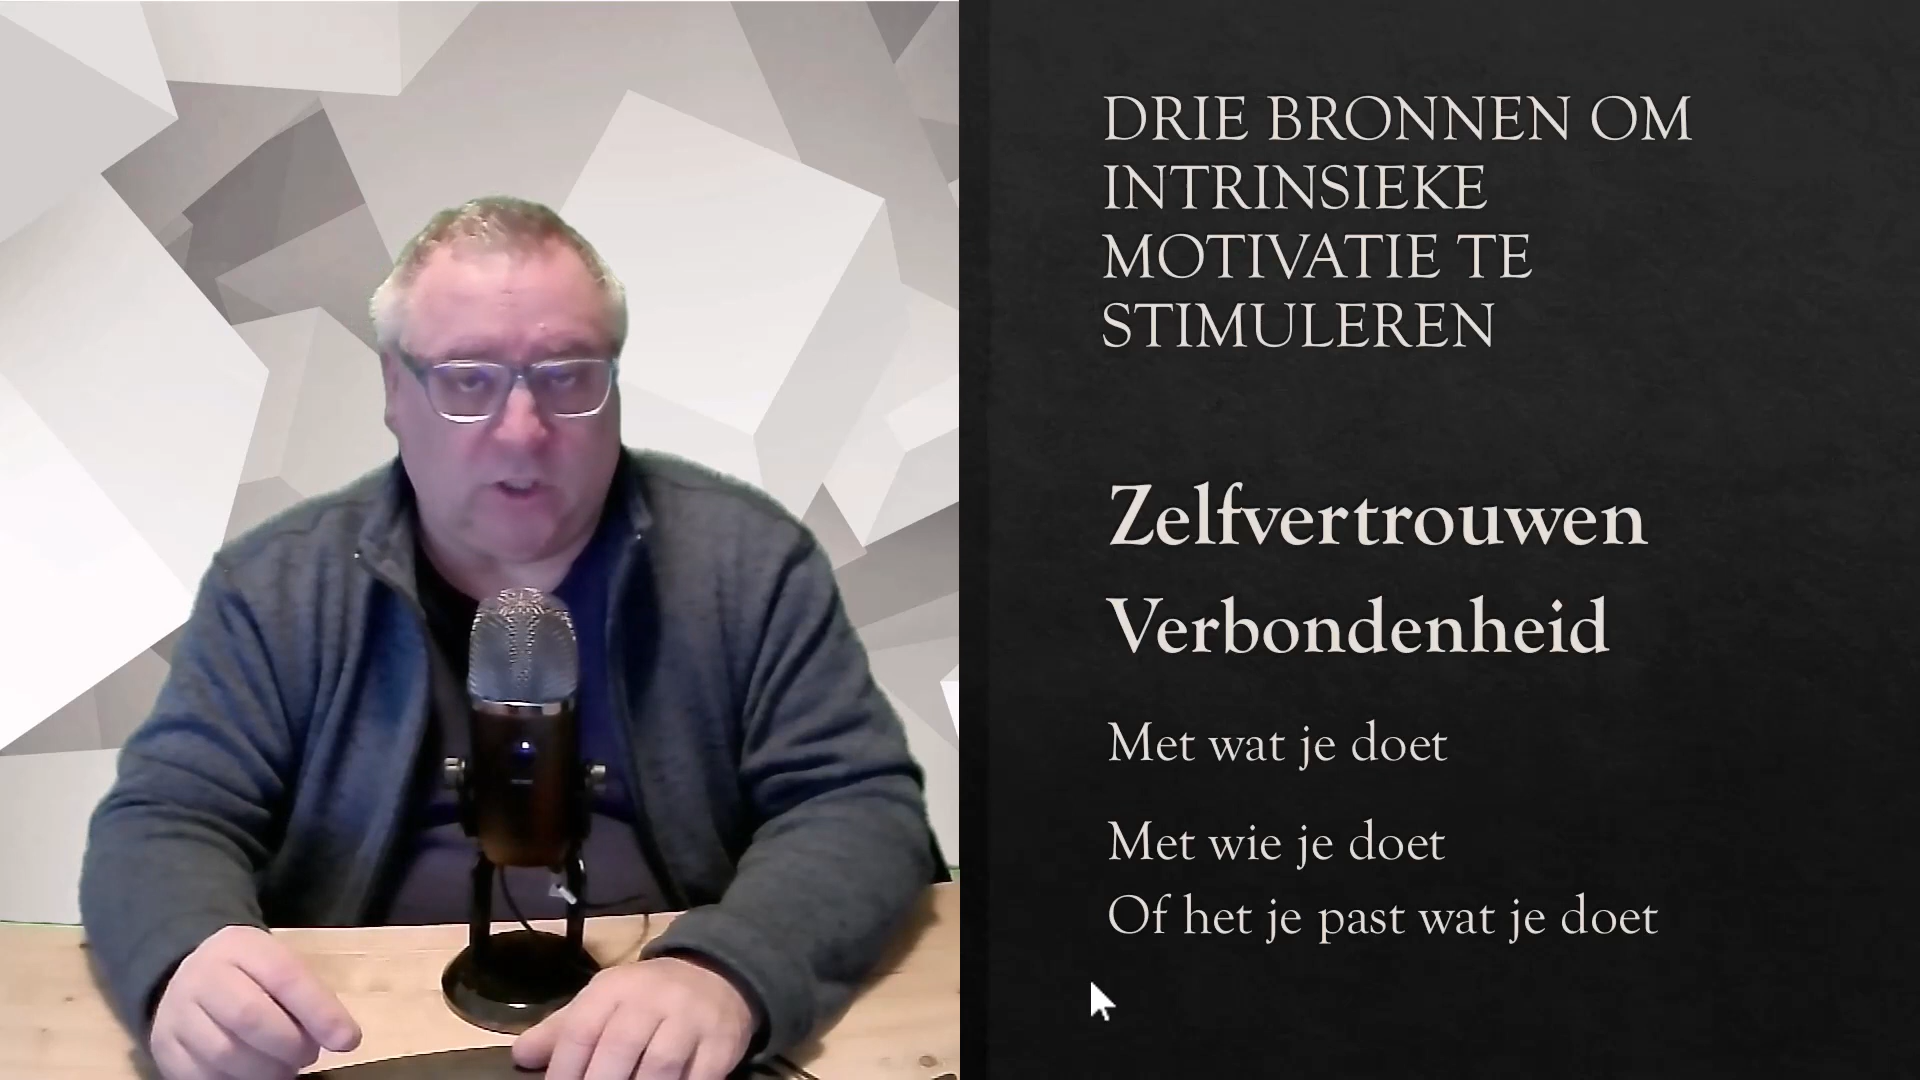 DRIE BRONNEN OM
INTRINSIEKE
MOTIVATIE TE
STIMULEREN
Zelfvertrouwen
Verbondenheid
Met wat je doet
Met wie je doet
Of het je past wat je doet